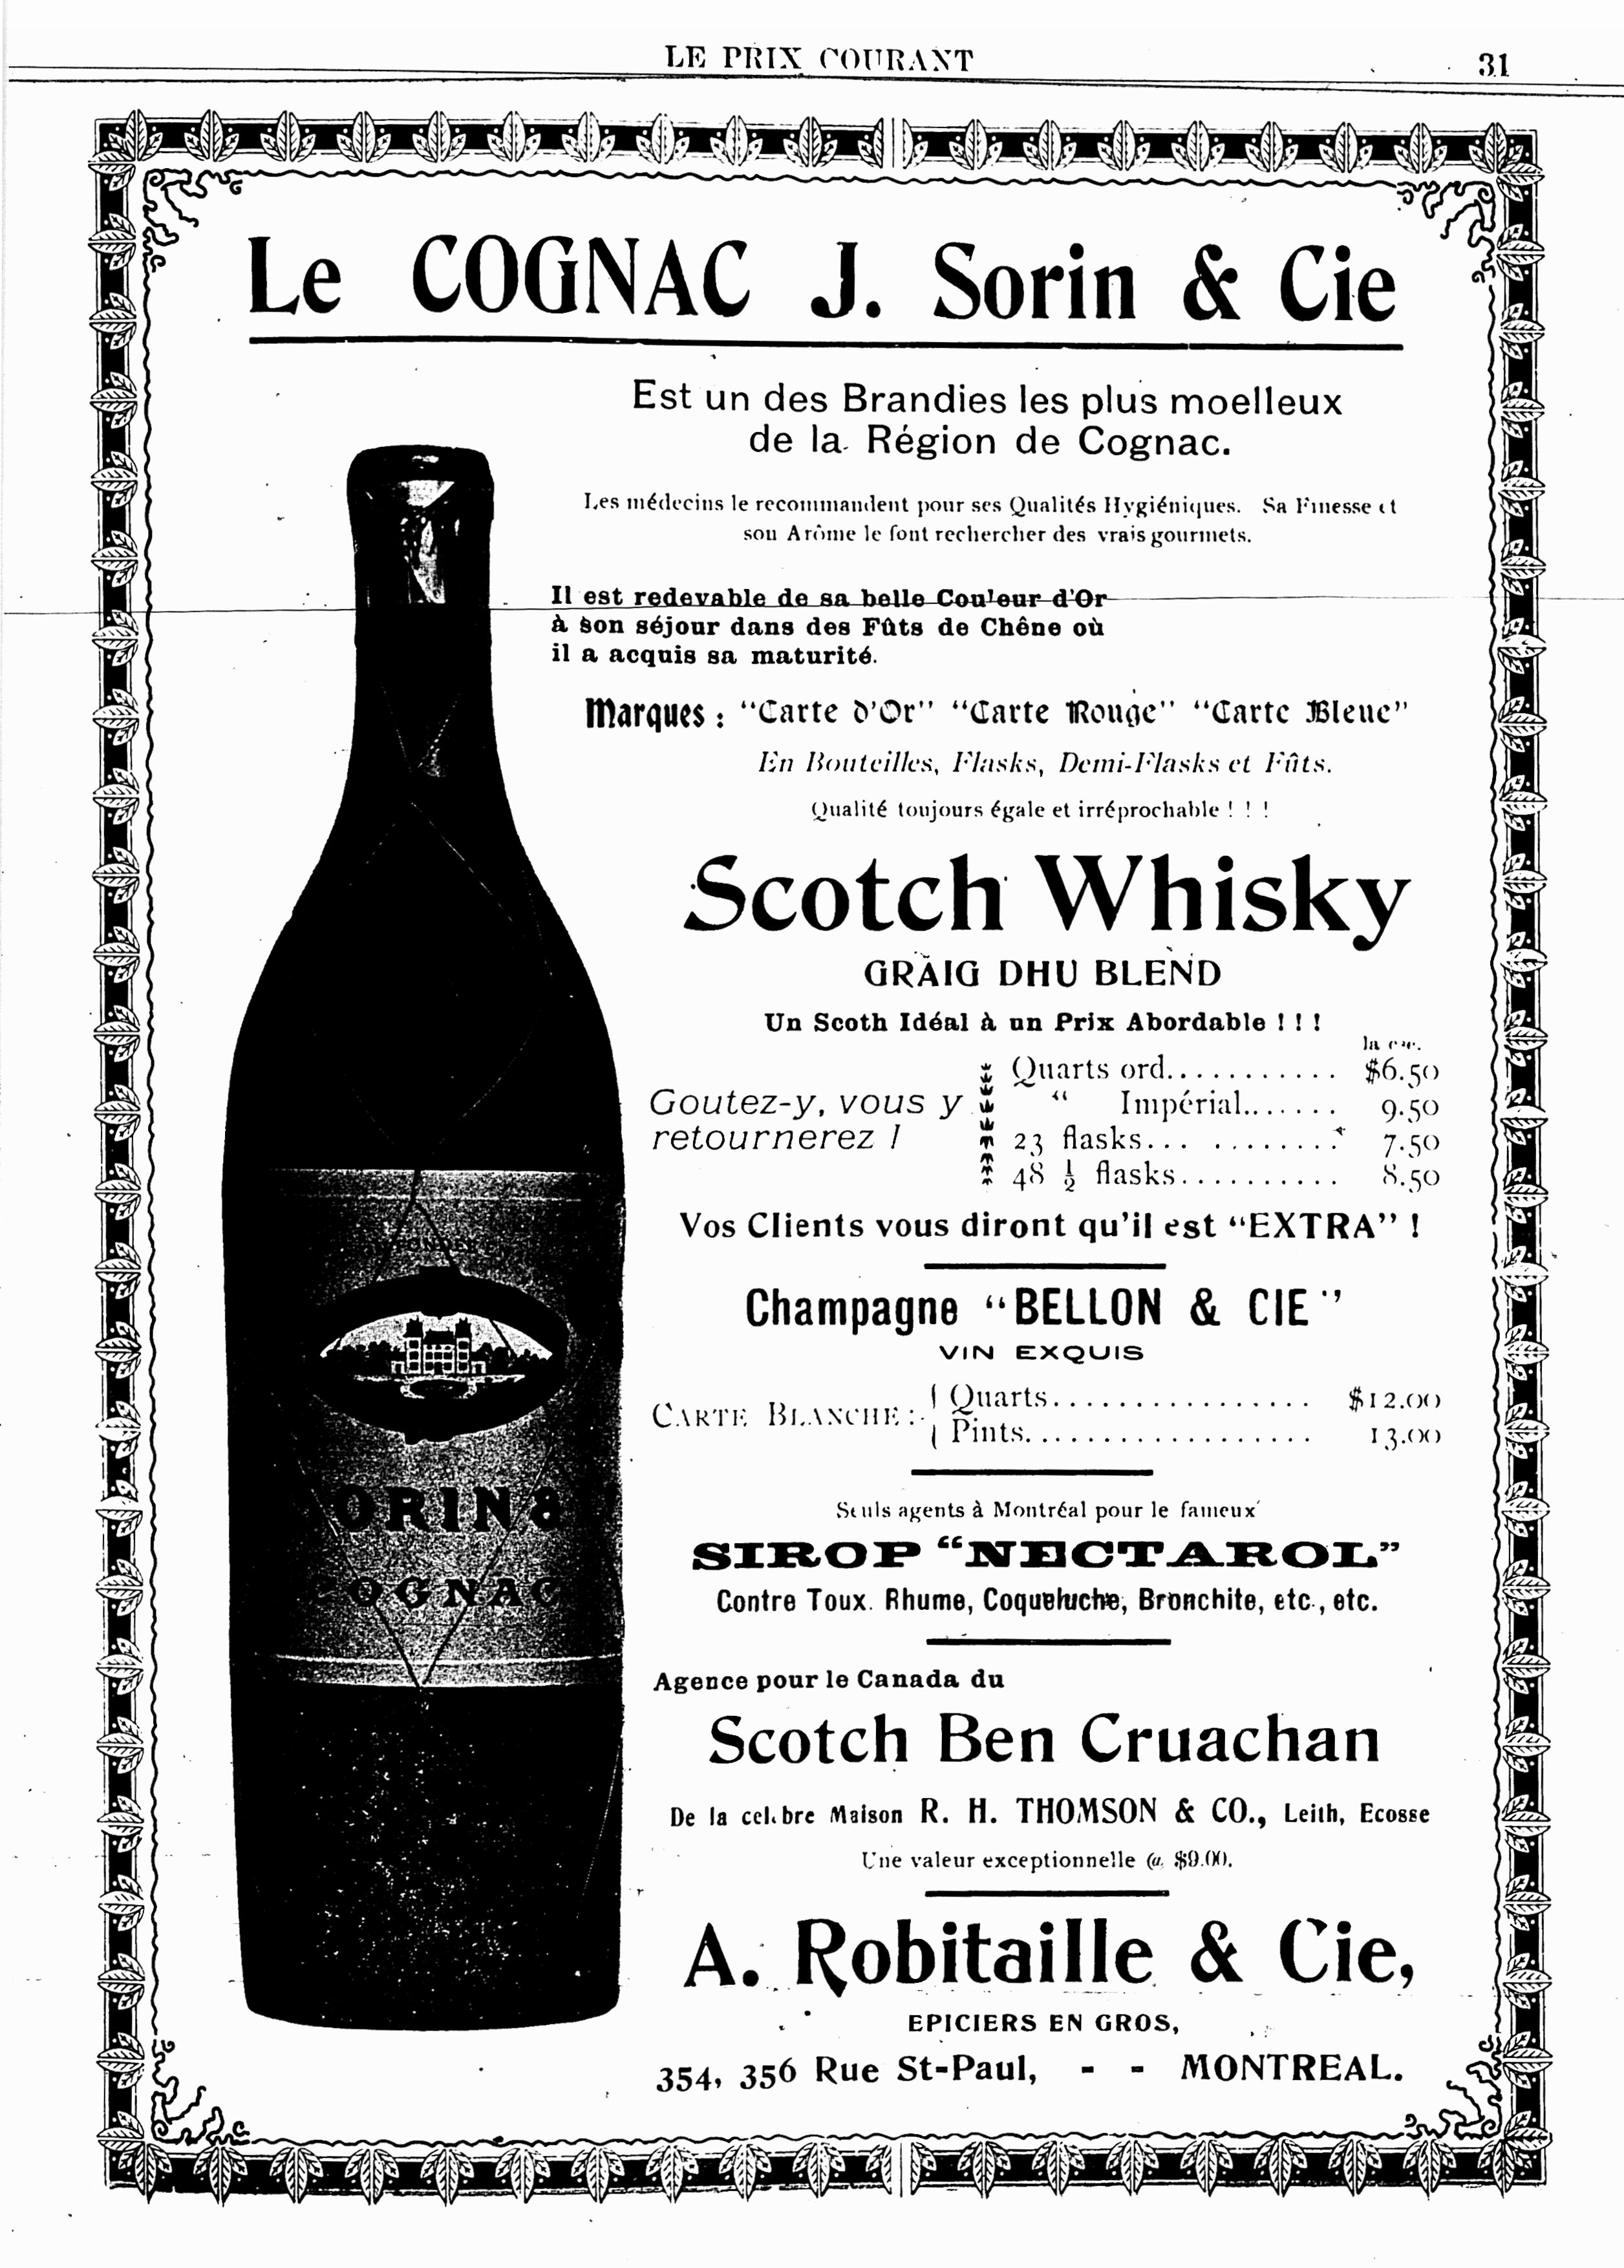 LE PRIX COURANT
31
Le COGNAC J. Sorin & Cie
Est un des Brandies les plus moelleux
de la Région de Cognac.
Les médecins le recommandent pour ses Qualités Hygiéniques. Sa Finesse et
son Arôme le font rechercher des vrais gourmets.
Il est redevable de sa belle Couleur d'Or
à son séjour dans des Fûts de Chêne où
il a acquis sa maturité.
Marques : "Carte d'Or" "Carte Rouge" "Carte Bleue"
En Bouteilles, Flasks, Demi-Flasks et Fûts.
Qualité toujours égale et irréprochable ! ! !
Scotch Whisky
GRAIG DHU BLEND
Un Scoth Idéal à un Prix Abordable ! ! !
la cse.
Quarts ord........... $6.50
Goutez-y, vous y
" Impérial....... 9.50
retournerez !
23 flasks... ........ 7.50
48 ½ flasks.......... 8.50
Vos Clients vous diront qu'il est "EXTRA" !
Champagne "BELLON & CIE"
VIN EXQUIS
CARTE BLANCHE :
Quarts................ $12.00
Pints.................. 13.00
Seuls agents à Montréal pour le fameux
SIROP "NECTAROL"
Contre Toux. Rhume, Coqueluche, Bronchite, etc., etc.
Agence pour le Canada du
Scotch Ben Cruachan
De la celèbre Maison R. H. THOMSON & CO., Leith, Ecosse
Une valeur exceptionnelle @ $9.00.
A. Robitaille & Cie,
EPICIERS EN GROS,
354, 356 Rue St-Paul, - - MONTREAL.
ORIN &
COGNAC